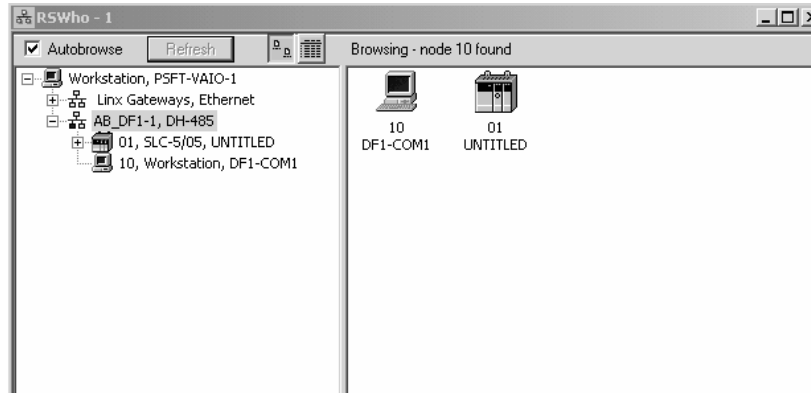 RSWho - 1
Autobrowse Refresh Browsing - node 10 found
Workstation, PSFT-VAIO-1
Linx Gateways, Ethernet
AB_DF1-1, DH-485
01, SLC-5/05, UNTITLED
10, Workstation, DF1-COM1
10
DF1-COM1
01
UNTITLED